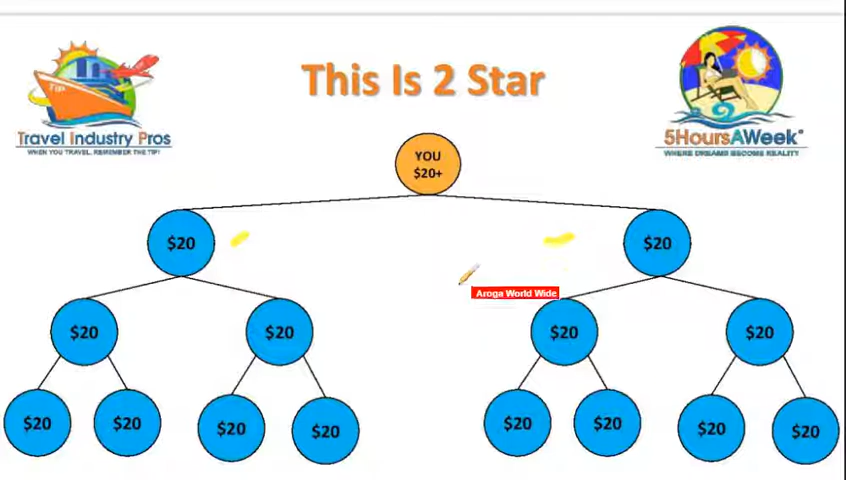 This Is 2 Star
Tip
Travel Industry Pros
WHEN YOU TRAVEL, REMEMBER THE TIP!
5HoursAWeek®
WHERE DREAMS BECOME REALITY
YOU
$20+
$20
$20
Aroga World Wide
$20
$20
$20
$20
$20
$20
$20
$20
$20
$20
$20
$20